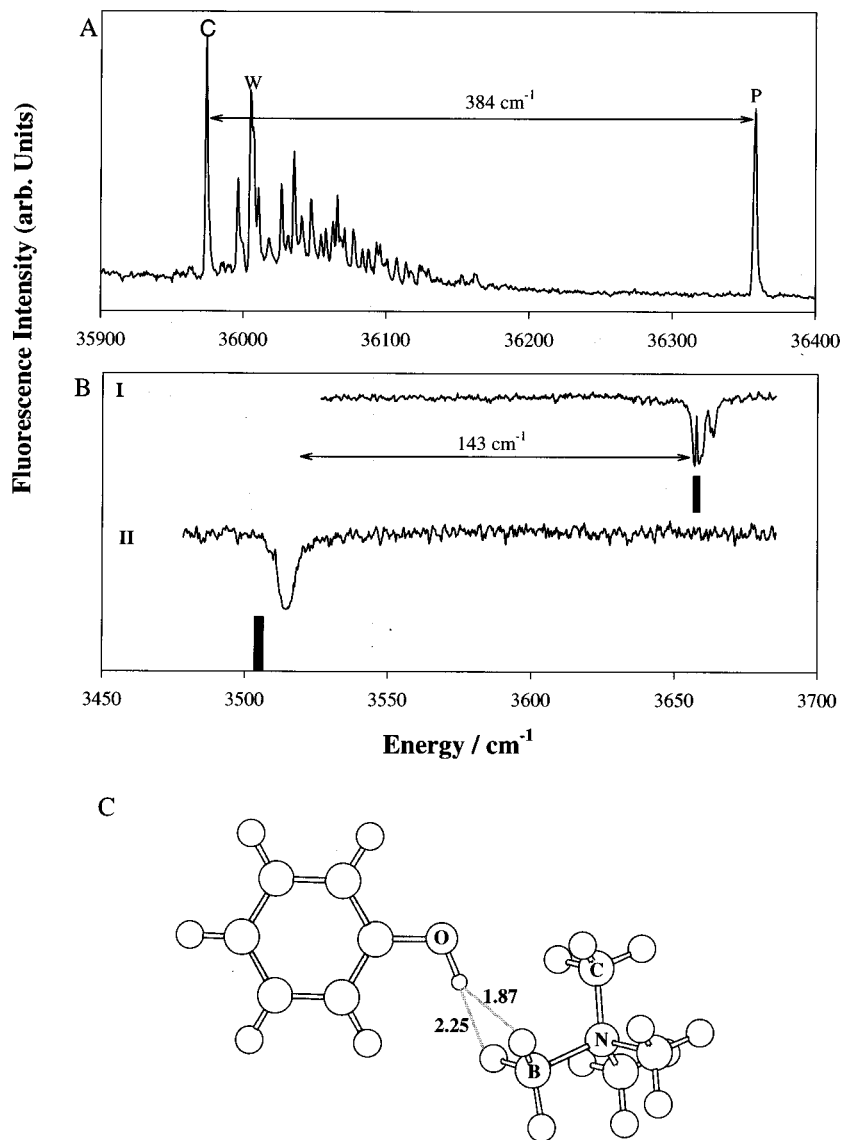 Fluorescence Intensity (arb. Units)
A
C
W
P
384 cm⁻¹
35900 36000 36100 36200 36300 36400
B
I
143 cm⁻¹
II
3450 3500 3550 3600 3650 3700
Energy / cm⁻¹
C
O
C
1.87
2.25
N
B